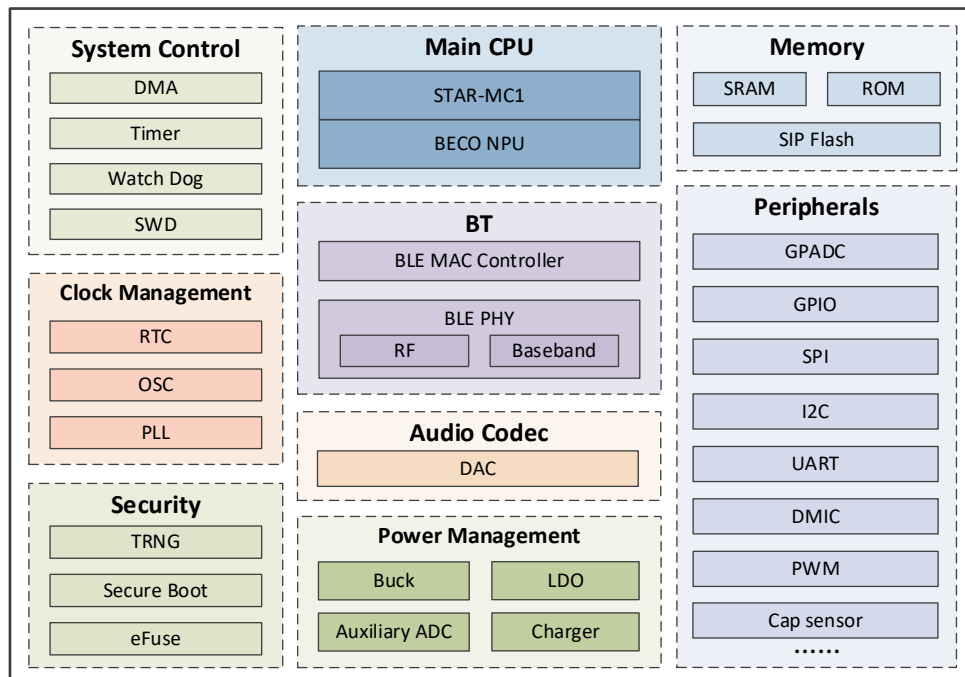 System Control
DMA
Timer
Watch Dog
SWD
Clock Management
RTC
OSC
PLL
Security
TRNG
Secure Boot
eFuse
Main CPU
STAR-MC1
BECO NPU
BT
BLE MAC Controller
BLE PHY
RF Baseband
Audio Codec
DAC
Power Management
Buck LDO
Auxiliary ADC Charger
Memory
SRAM ROM
SIP Flash
Peripherals
GPADC
GPIO
SPI
I2C
UART
DMIC
PWM
Cap sensor
......